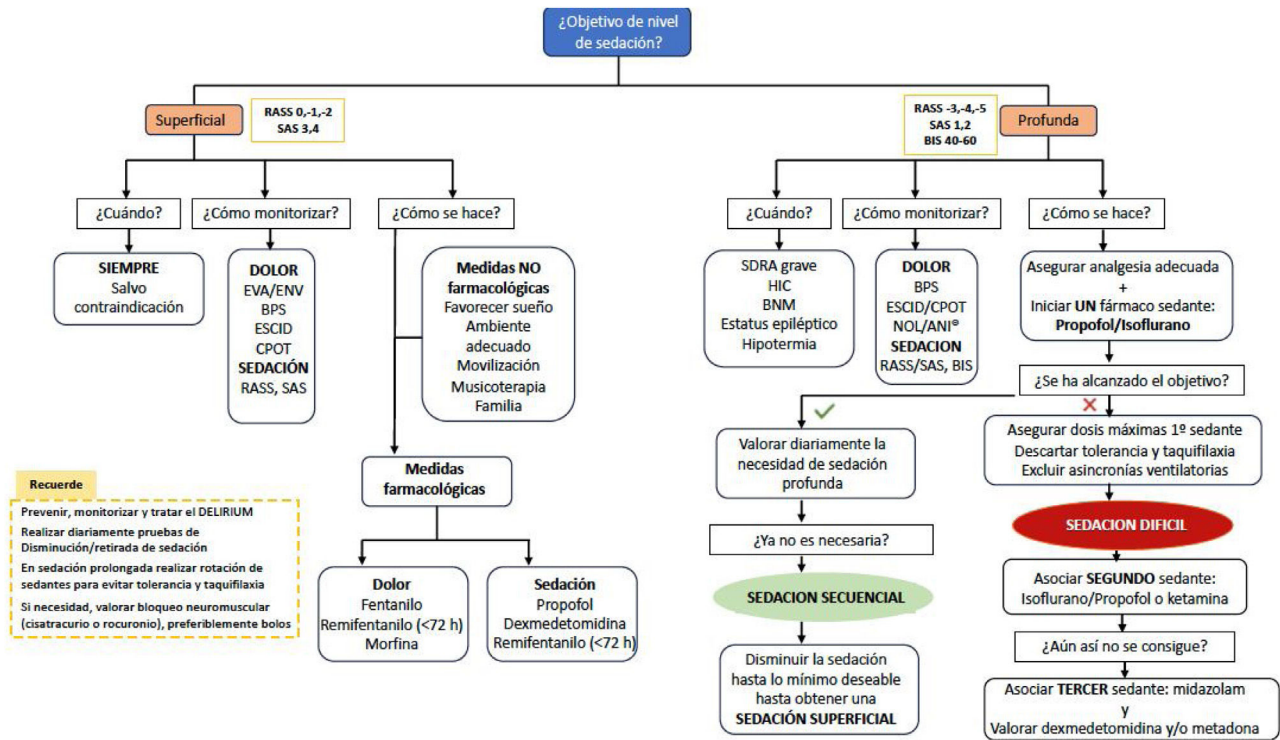 ¿Objetivo de nivel
de sedación?
Superficial
RASS 0,-1,-2
SAS 3,4
¿Cuándo?
¿Cómo monitorizar?
¿Cómo se hace?
SIEMPRE
Salvo
contraindicación
DOLOR
EVA/ENV
BPS
ESCID
CPOT
SEDACIÓN
RASS, SAS
Medidas NO
farmacológicas
Favorecer sueño
Ambiente
adecuado
Movilización
Musicoterapia
Familia
Medidas
farmacológicas
Dolor
Fentanilo
Remifentanilo (<72 h)
Morfina
Sedación
Propofol
Dexmedetomidina
Remifentanilo (<72 h)
RASS -3,-4,-5
SAS 1,2
BIS 40-60
Profunda
¿Cuándo?
¿Cómo monitorizar?
¿Cómo se hace?
SDRA grave
HIC
BNM
Estatus epiléptico
Hipotermia
DOLOR
BPS
ESCID/CPOT
NOL/ANI®
SEDACION
RASS/SAS, BIS
Asegurar analgesia adecuada
+
Iniciar UN fármaco sedante:
Propofol/Isoflurano
¿Se ha alcanzado el objetivo?
Valorar diariamente la
necesidad de sedación
profunda
¿Ya no es necesaria?
SEDACION SECUENCIAL
Disminuir la sedación
hasta lo mínimo deseable
hasta obtener una
SEDACIÓN SUPERFICIAL
Asegurar dosis máximas 1º sedante
Descartar tolerancia y taquifilaxia
Excluir asincronías ventilatorias
SEDACION DIFICIL
Asociar SEGUNDO sedante:
Isoflurano/Propofol o ketamina
¿Aún así no se consigue?
Asociar TERCER sedante: midazolam
y
Valorar dexmedetomidina y/o metadona
Recuerde
Prevenir, monitorizar y tratar el DELIRIUM
Realizar diariamente pruebas de
Disminución/retirada de sedación
En sedación prolongada realizar rotación de
sedantes para evitar tolerancia y taquifilaxia
Si necesidad, valorar bloqueo neuromuscular
(cisatracurio o rocuronio), preferiblemente bolos